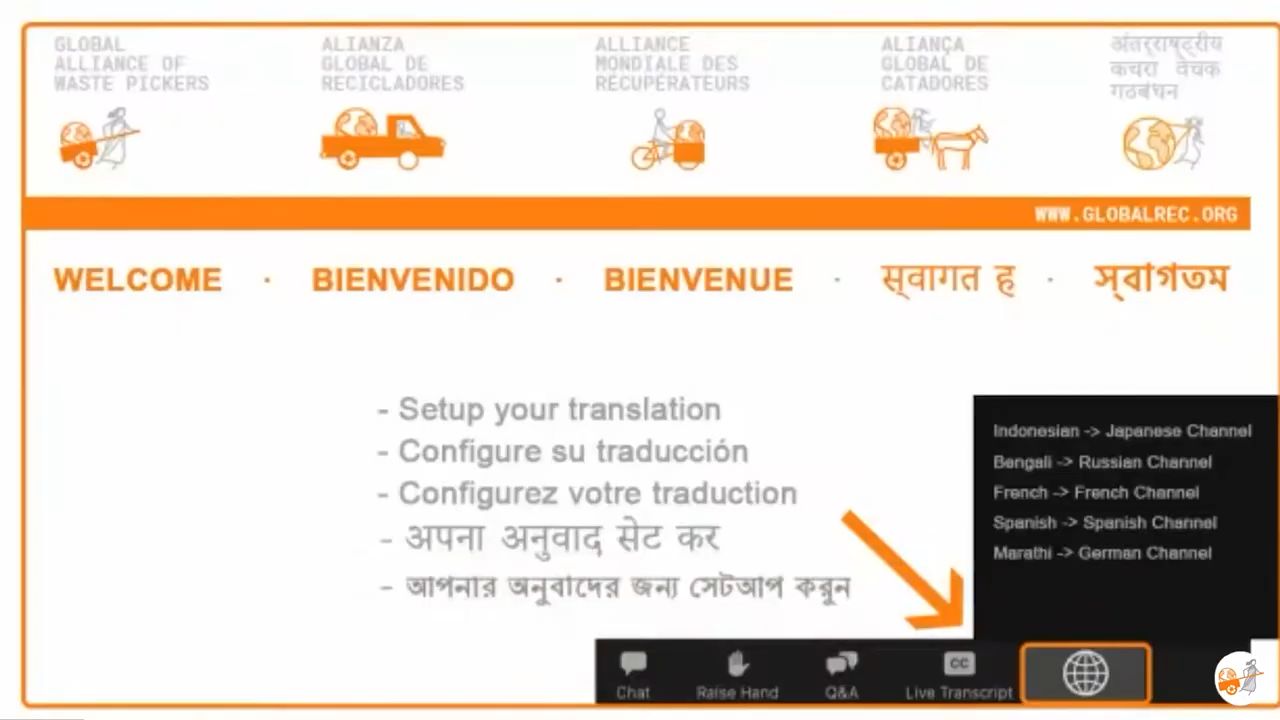 GLOBAL
ALLIANCE OF
WASTE PICKERS
ALIANZA
GLOBAL DE
RECICLADORES
ALLIANCE
MONDIALE DES
RÉCUPÉRATEURS
ALIANÇA
GLOBAL DE
CATADORES
अंतर्राष्ट्रीय
कचरा वेचक
गठबंधन
WWW.GLOBALREC.ORG
WELCOME · BIENVENIDO · BIENVENUE · स्वागत ह · স্বাগতম
- Setup your translation
- Configure su traducción
- Configurez votre traduction
- अपना अनुवाद सेट कर
- আপনার অনুবাদের জন্য সেটআপ করুন
Indonesian -> Japanese Channel
Bengali -> Russian Channel
French -> French Channel
Spanish -> Spanish Channel
Marathi -> German Channel
CC
Chat Raise Hand Q&A Live Transcript